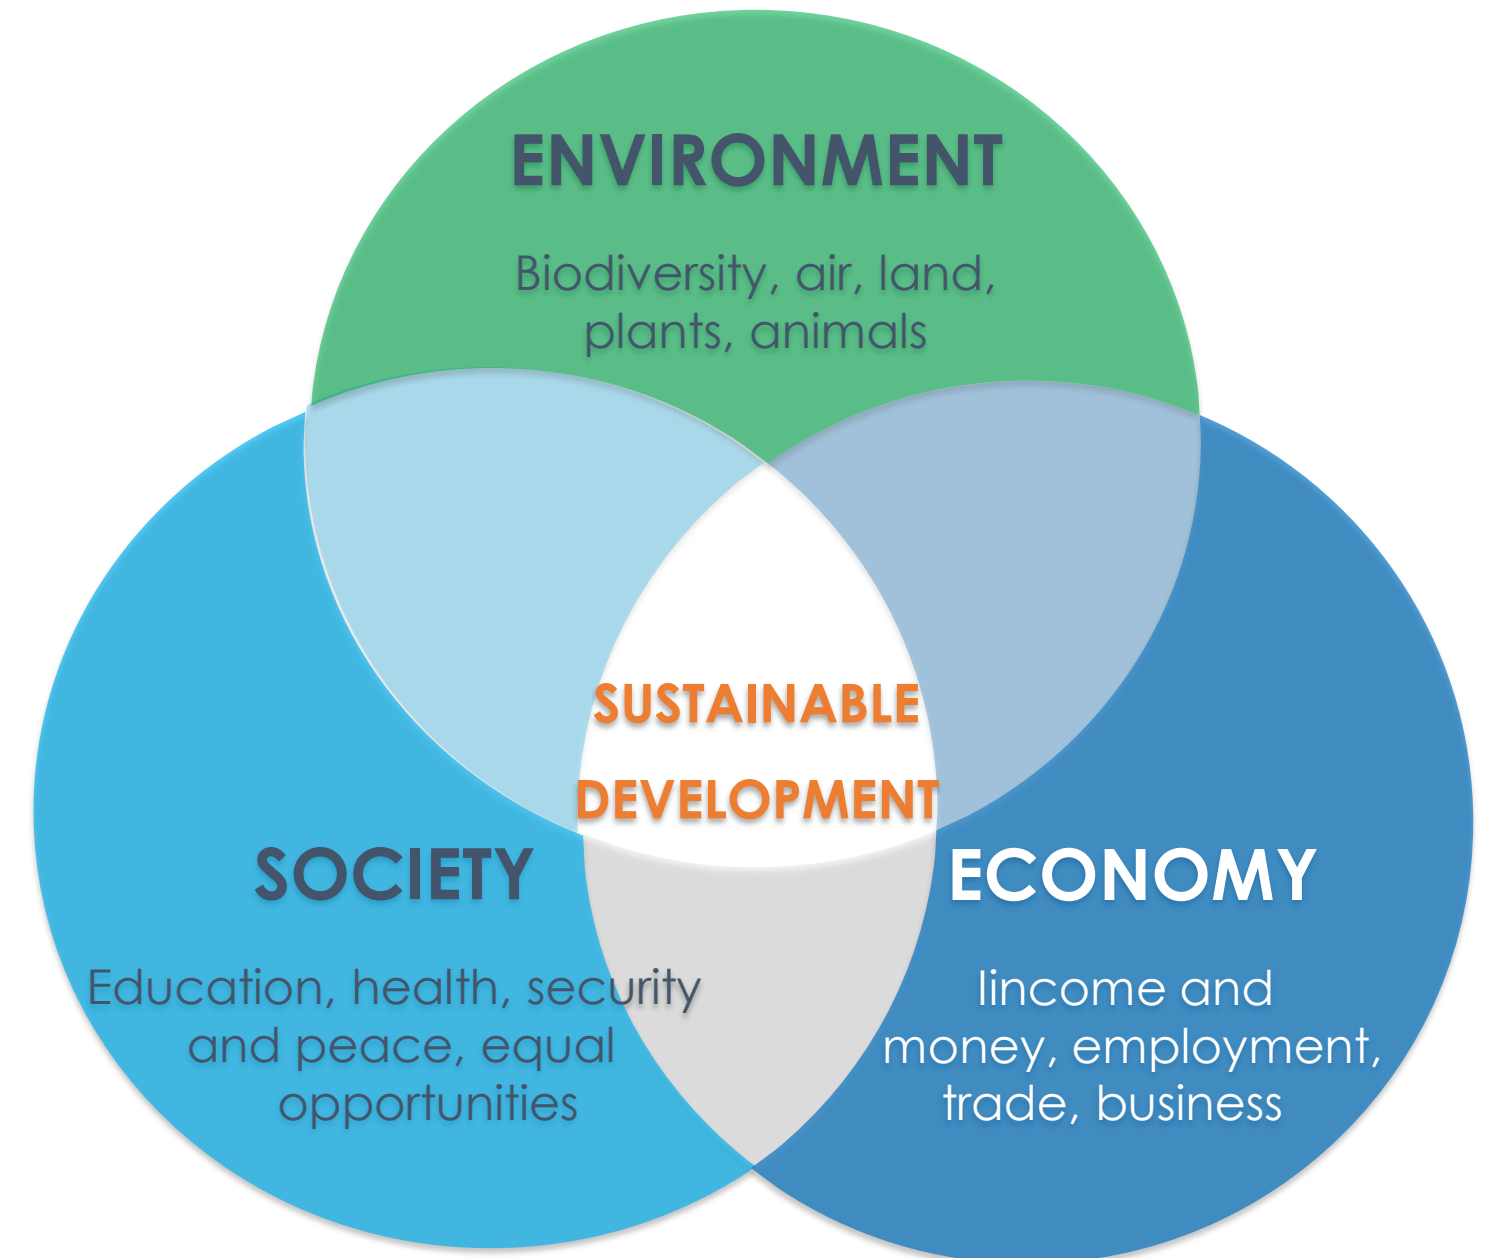 ENVIRONMENT
Biodiversity, air, land,
plants, animals
SUSTAINABLE
DEVELOPMENT
SOCIETY
Education, health, security
and peace, equal
opportunities
ECONOMY
Iincome and
money, employment,
trade, business